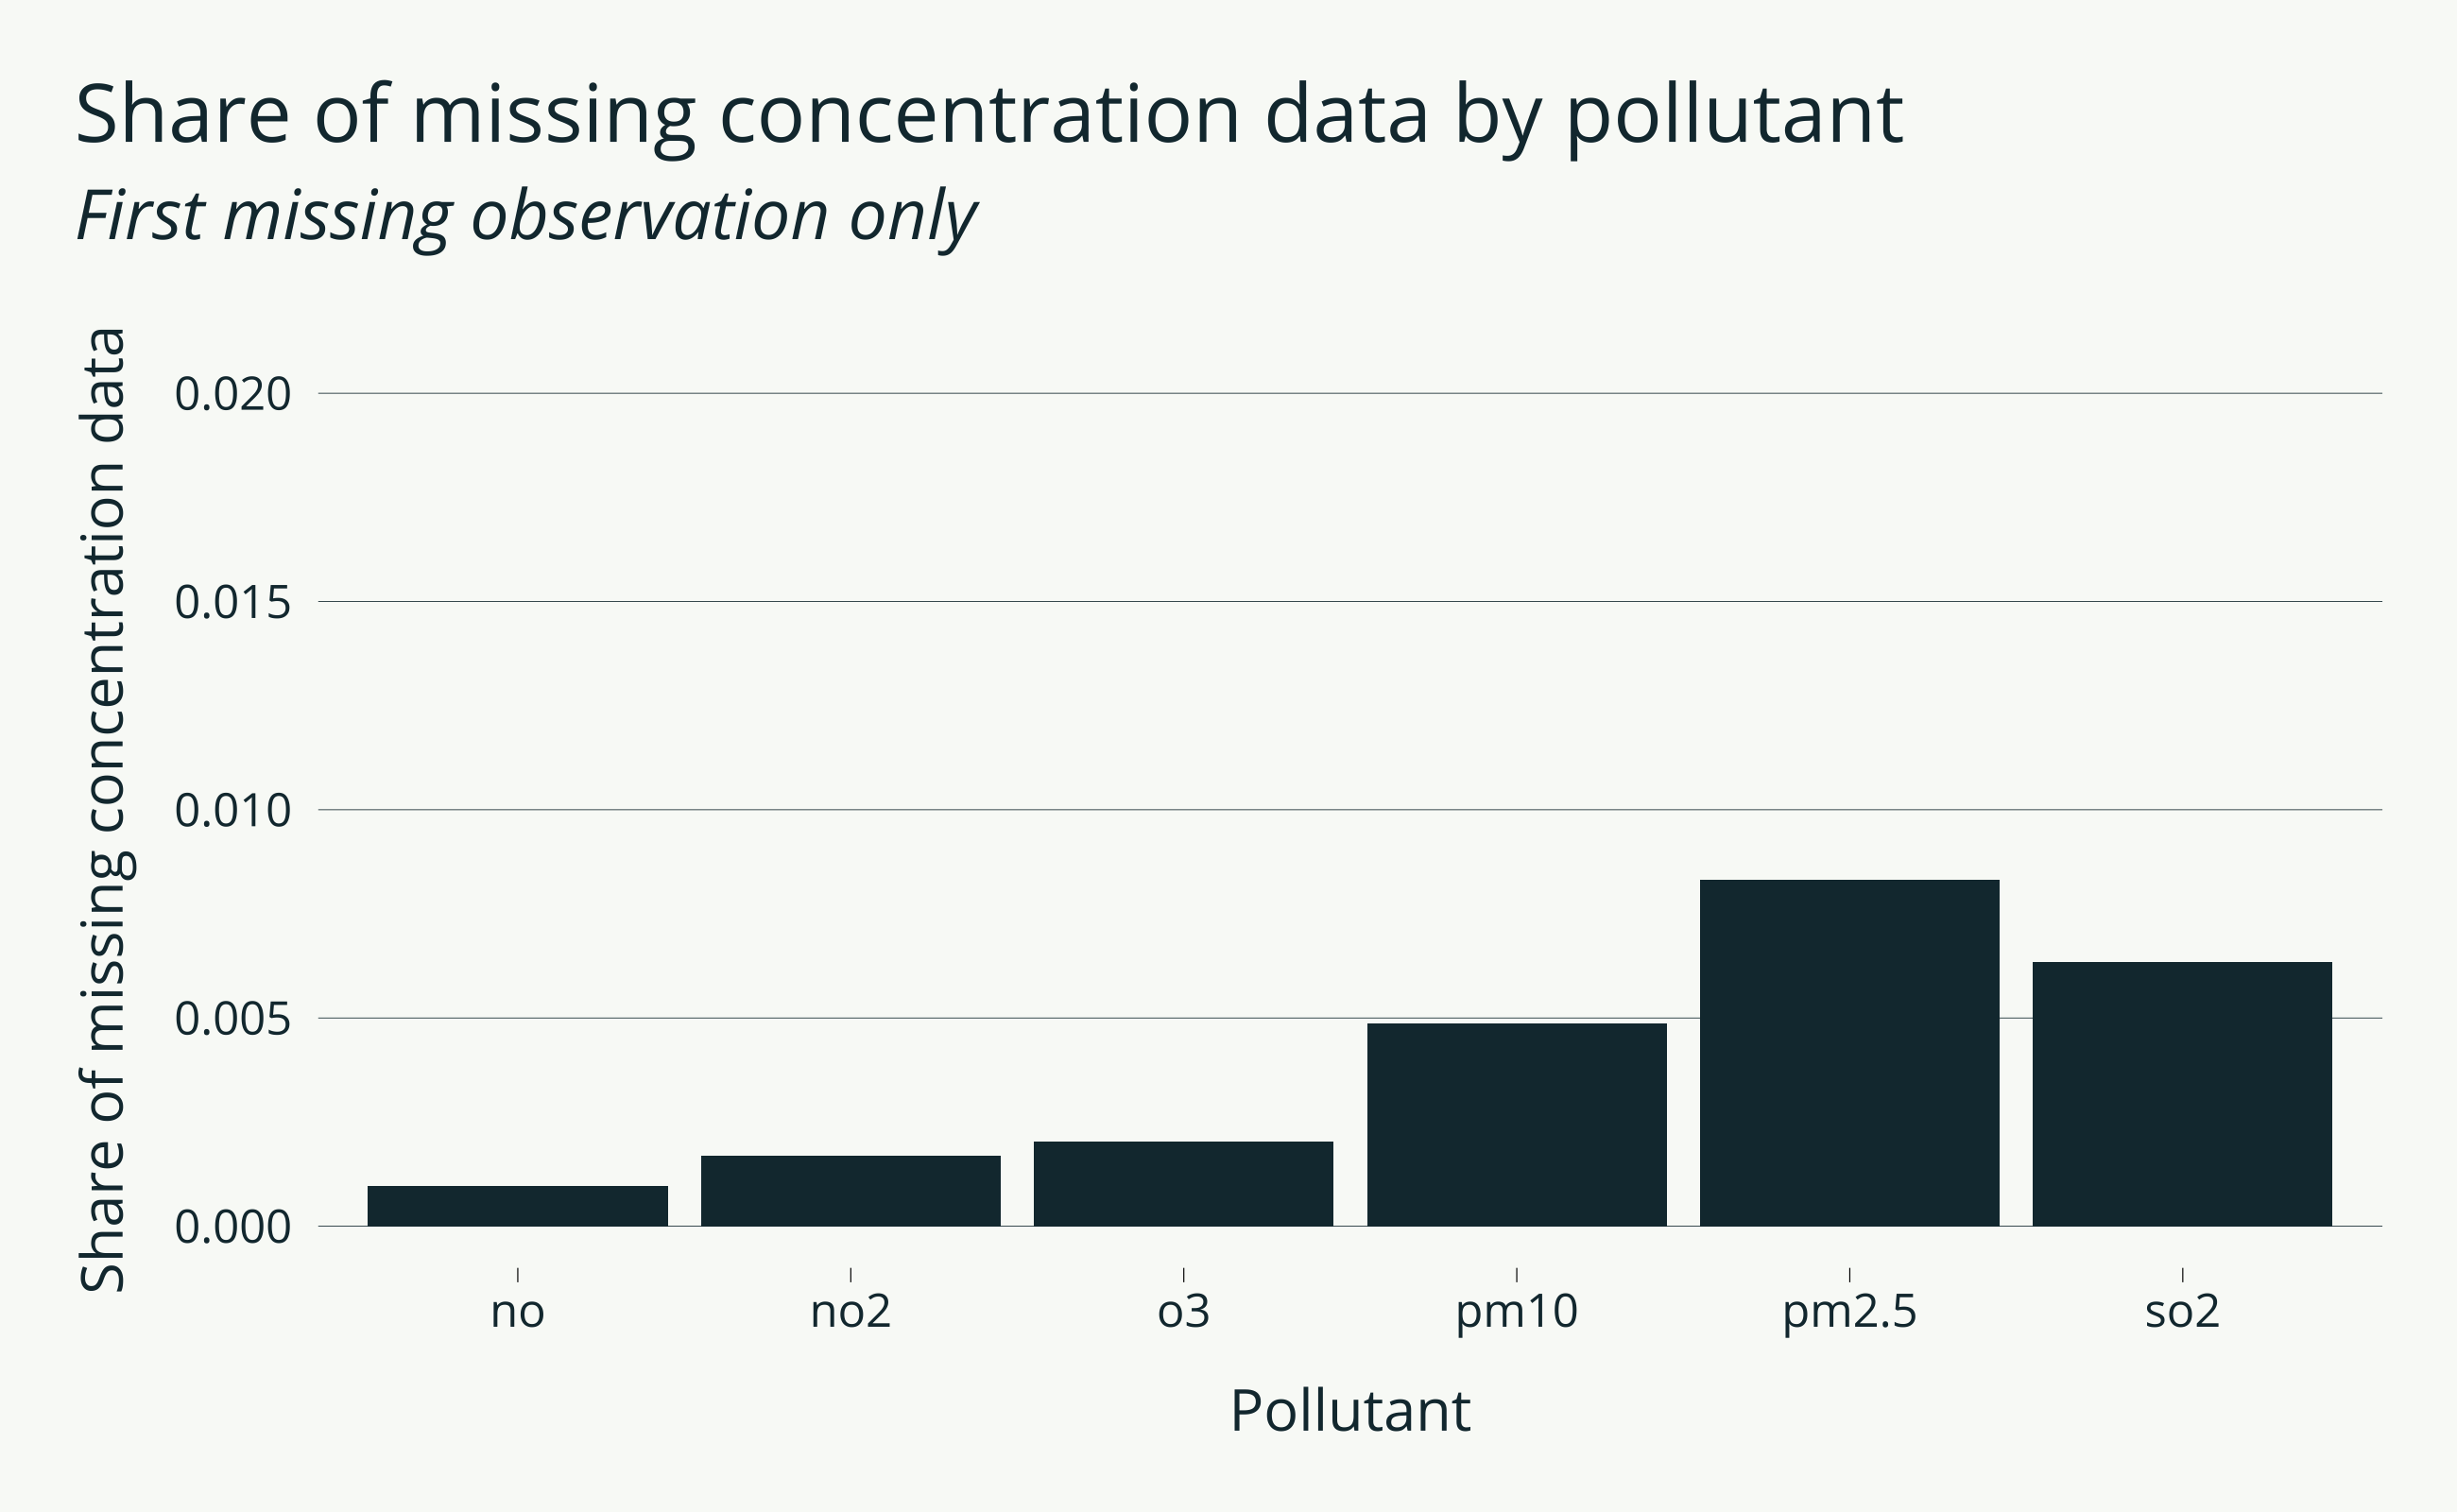 Share of missing concentration data by pollutant
First missing observation only
Share of missing concentration data
0.020
0.015
0.010
0.005
0.000
no no2 o3 pm10 pm2.5 so2
Pollutant